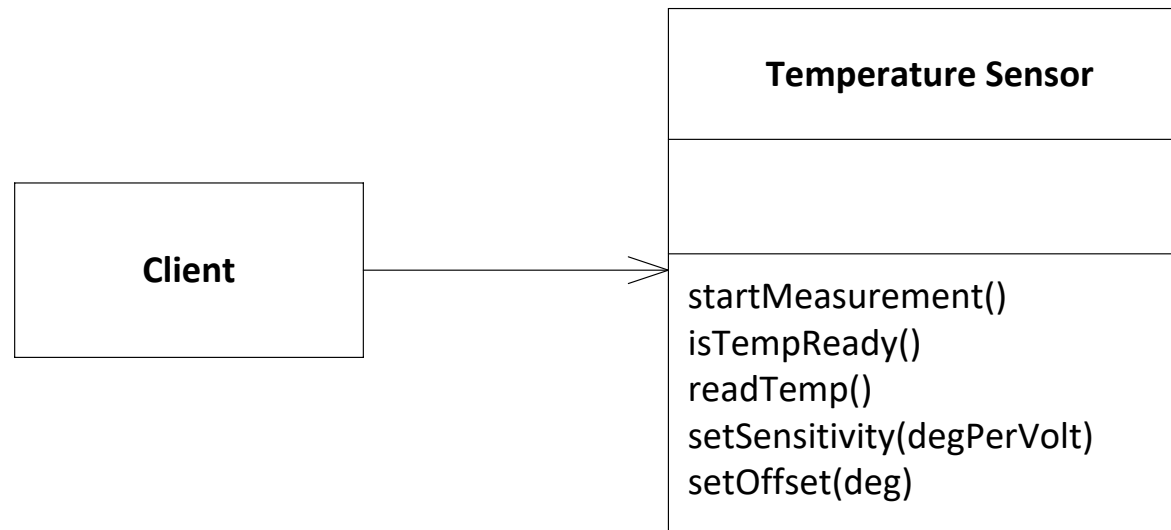 Temperature Sensor
Client
startMeasurement()
isTempReady()
readTemp()
setSensitivity(degPerVolt)
setOffset(deg)